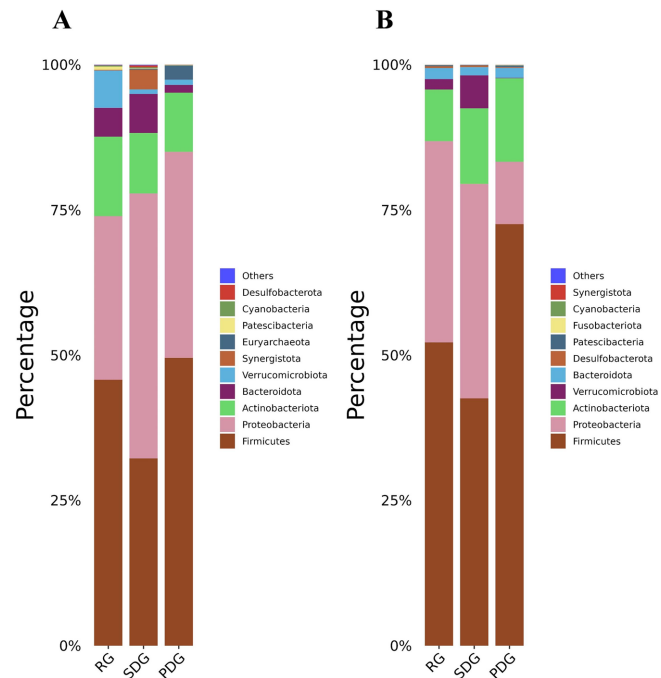 A
Percentage
100%
75%
50%
25%
0%
RG
SDG
PDG
Others
Desulfobacterota
Cyanobacteria
Patescibacteria
Euryarchaeota
Synergistota
Verrucomicrobiota
Bacteroidota
Actinobacteriota
Proteobacteria
Firmicutes
B
Percentage
100%
75%
50%
25%
0%
RG
SDG
PDG
Others
Synergistota
Cyanobacteria
Fusobacteriota
Patescibacteria
Desulfobacterota
Bacteroidota
Verrucomicrobiota
Actinobacteriota
Proteobacteria
Firmicutes